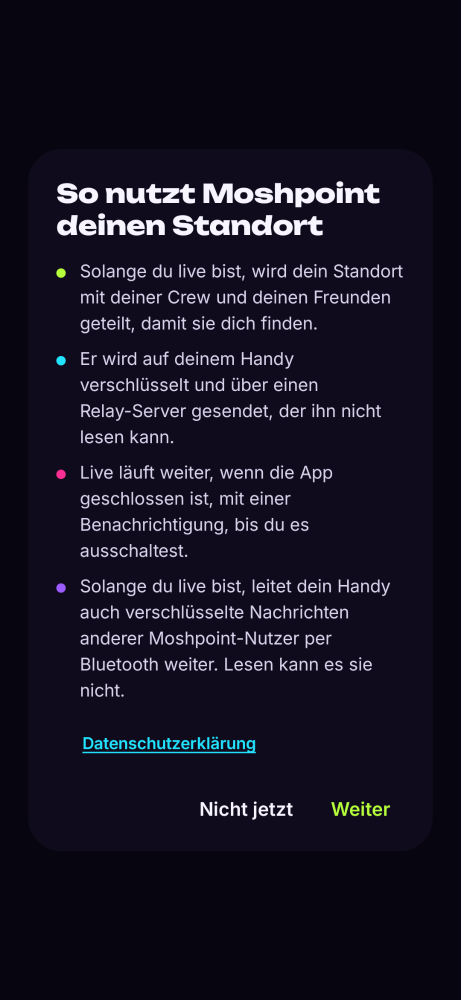 So nutzt Moshpoint
deinen Standort
Solange du live bist, wird dein Standort
mit deiner Crew und deinen Freunden
geteilt, damit sie dich finden.
Er wird auf deinem Handy
verschlüsselt und über einen
Relay-Server gesendet, der ihn nicht
lesen kann.
Live läuft weiter, wenn die App
geschlossen ist, mit einer
Benachrichtigung, bis du es
ausschaltest.
Solange du live bist, leitet dein Handy
auch verschlüsselte Nachrichten
anderer Moshpoint-Nutzer per
Bluetooth weiter. Lesen kann es sie
nicht.
Datenschutzerklärung
Nicht jetzt Weiter